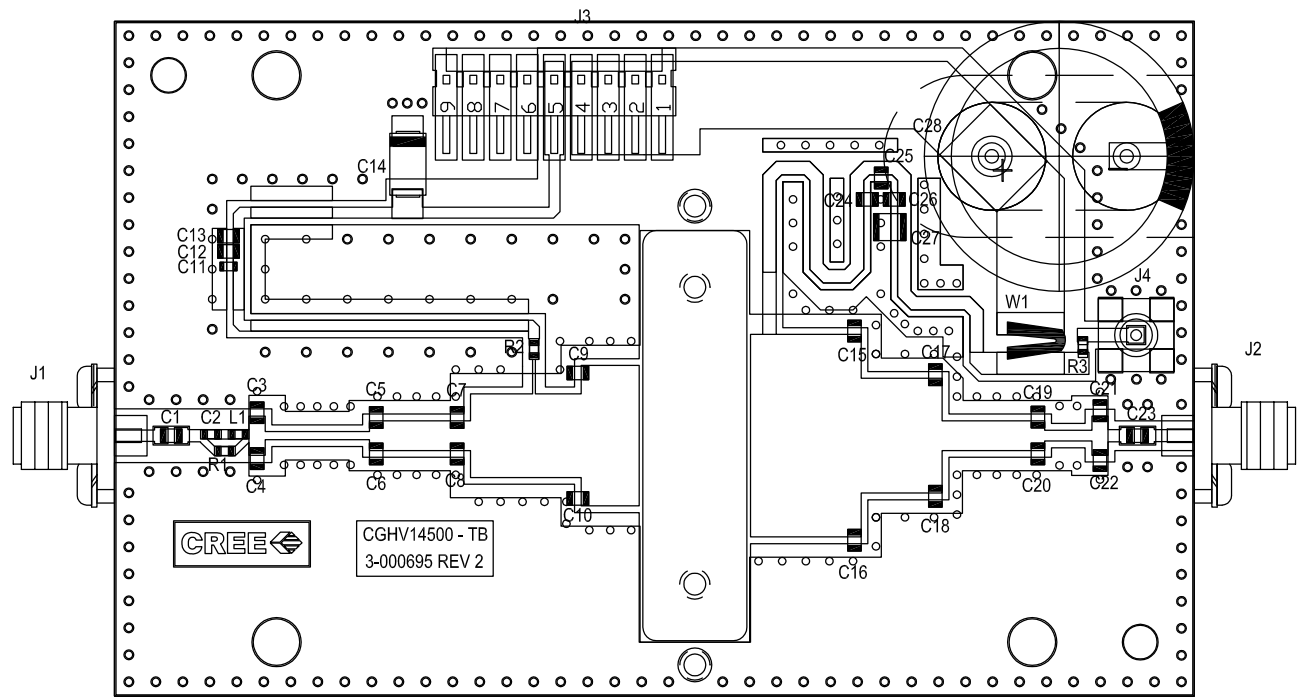 J3
9 8 7 6 5 4 3 2 1
C28
C14
C25
C24 C26
C27
C13
C12
C11
J4
W1
R2
C9
C15
C17
R3
J1
J2
C3
C5
C7
C19
C21
C1
C2
L1
C23
R1
C4
C6
C8
C20
C22
C10
C18
C16
CREE
CGHV14500 - TB
3-000695 REV 2